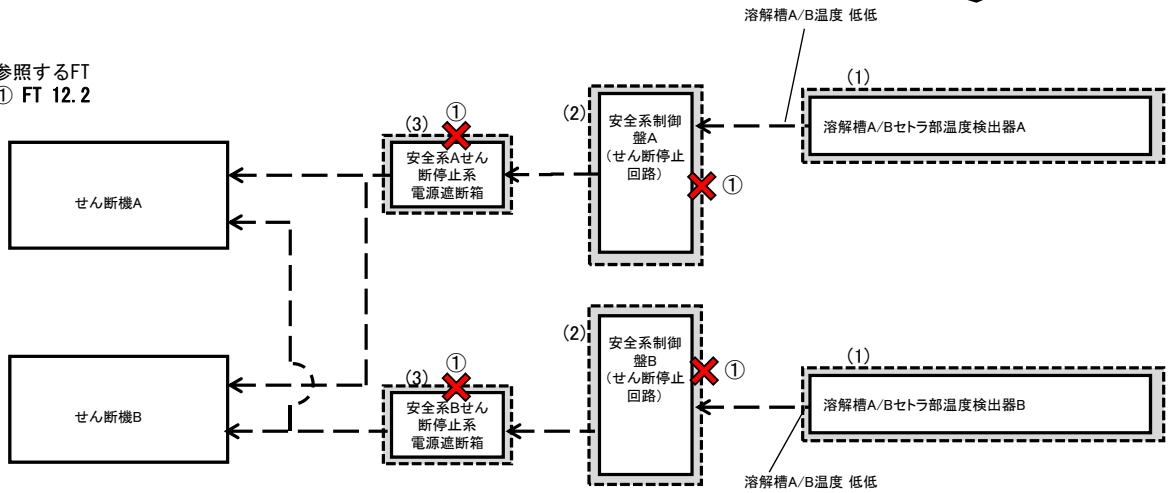 溶解槽A/B温度 低低
参照するFT
① FT 12.2
(1)
溶解槽A/Bセトラ部温度検出器A
(2)
安全系制御
盤A
(せん断停止
回路)
①
(3)
①
安全系Aせん
断停止系
電源遮断箱
せん断機A
(1)
溶解槽A/Bセトラ部温度検出器B
(2)
安全系制御
盤B
(せん断停止
回路)
①
(3)
①
安全系Bせん
断停止系
電源遮断箱
せん断機B
溶解槽A/B温度 低低